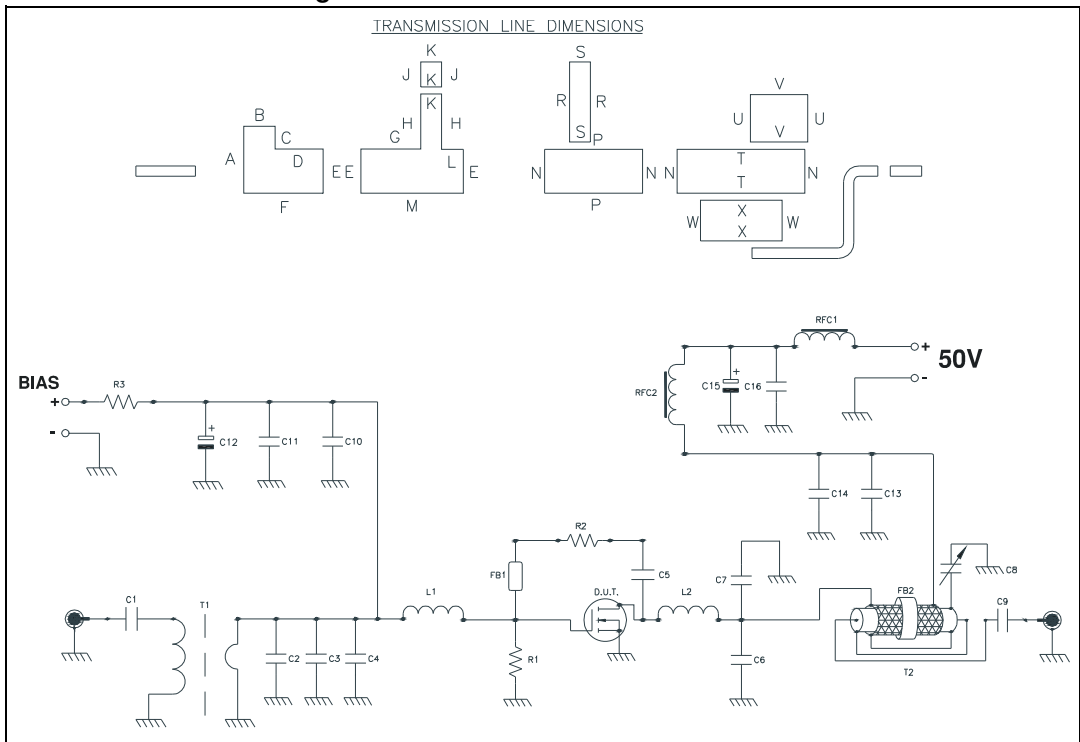 TRANSMISSION LINE DIMENSIONS
K
J K J
K
B
H H
G
C
A D L
E E E
F
M
S
R R
S
P
N N
P
V
U U
V
T
N N
T
X
W W
X
RFC1
+
50V
-
RFC2
+
C15 C16
BIAS
+
R3
-
+
C12 C11 C10
C14 C13
R2
FB1
C5
D.U.T.
L1
L2
C7
C8
FB2
C1
T1
C9
C2 C3 C4
R1
C6
T2